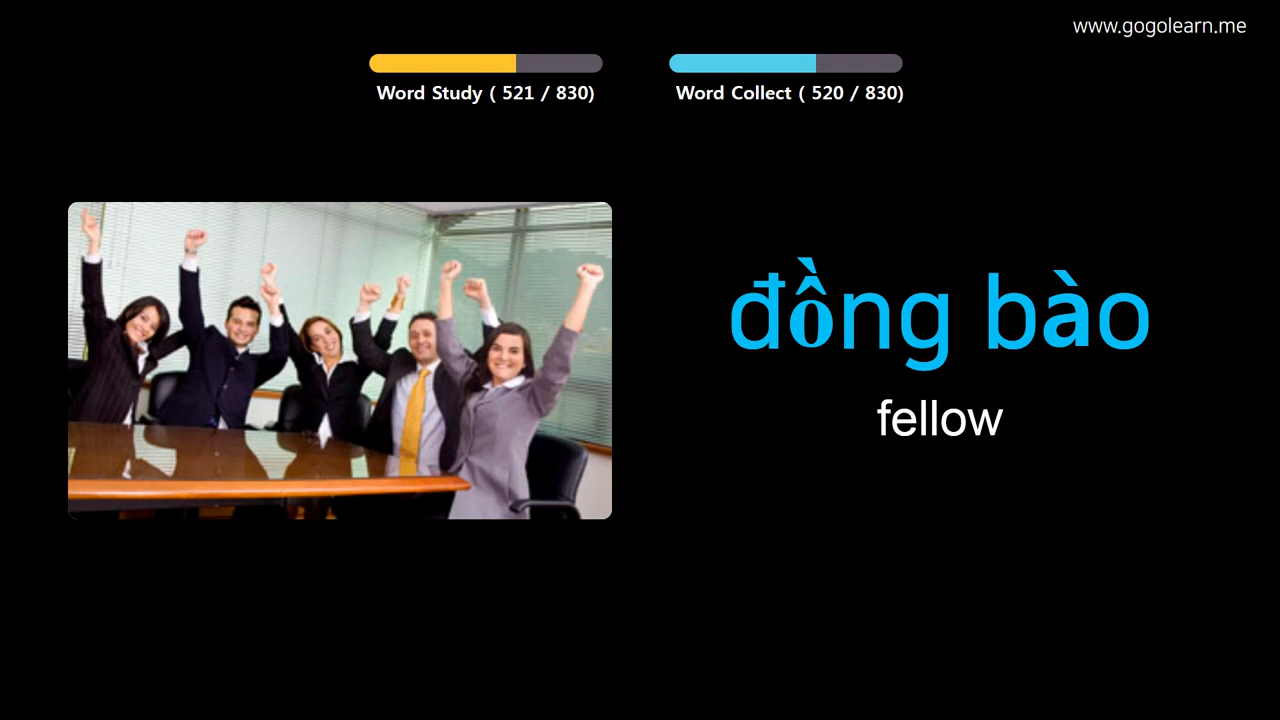 www.gogolearn.me
Word Study ( 521 / 830)
Word Collect ( 520 / 830)
đồng bào
fellow